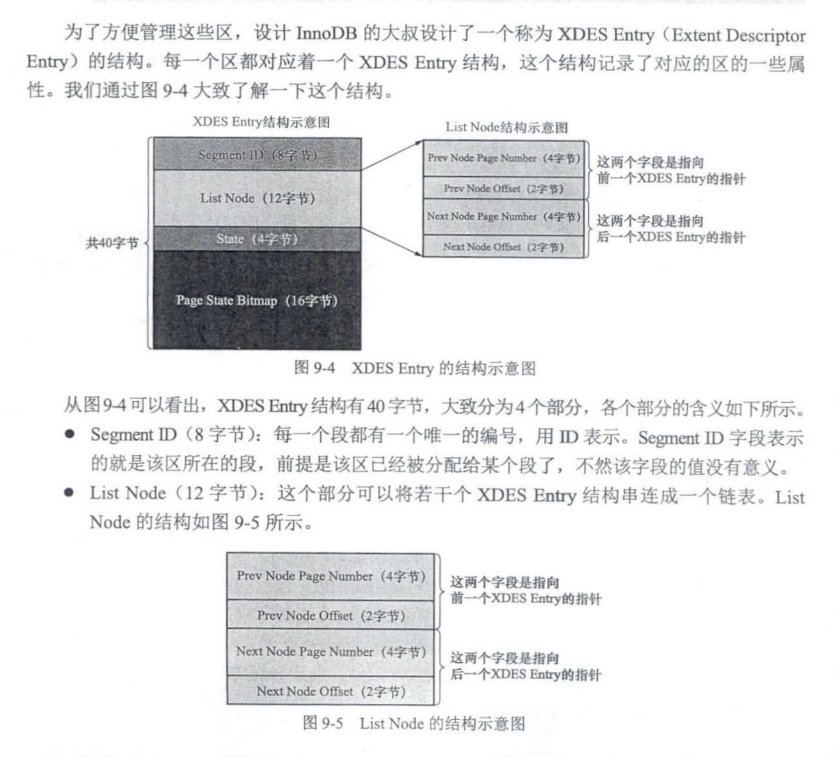 为了方便管理这些区，设计 InnoDB 的大叔设计了一个称为 XDES Entry（Extent Descriptor
Entry）的结构。每一个区都对应着一个 XDES Entry 结构，这个结构记录了对应的区的一些属
性。我们通过图 9-4 大致了解一下这个结构。
XDES Entry结构示意图
List Node结构示意图
Segment ID（8字节）
List Node（12字节）
State（4字节）
Page State Bitmap（16字节）
共40字节
Prev Node Page Number（4字节）
Prev Node Offset（2字节）
Next Node Page Number（4字节）
Next Node Offset（2字节）
这两个字段是指向
前一个XDES Entry的指针
这两个字段是指向
后一个XDES Entry的指针
图 9-4 XDES Entry 的结构示意图
从图9-4可以看出，XDES Entry结构有40字节，大致分为4个部分，各个部分的含义如下所示。
● Segment ID（8 字节）：每一个段都有一个唯一的编号，用 ID 表示。Segment ID 字段表示
的就是该区所在的段，前提是该区已经被分配给某个段了，不然该字段的值没有意义。
● List Node（12 字节）：这个部分可以将若干个 XDES Entry 结构串连成一个链表。List
Node 的结构如图 9-5 所示。
Prev Node Page Number（4字节）
Prev Node Offset（2字节）
Next Node Page Number（4字节）
Next Node Offset（2字节）
这两个字段是指向
前一个XDES Entry的指针
这两个字段是指向
后一个XDES Entry的指针
图 9-5 List Node 的结构示意图